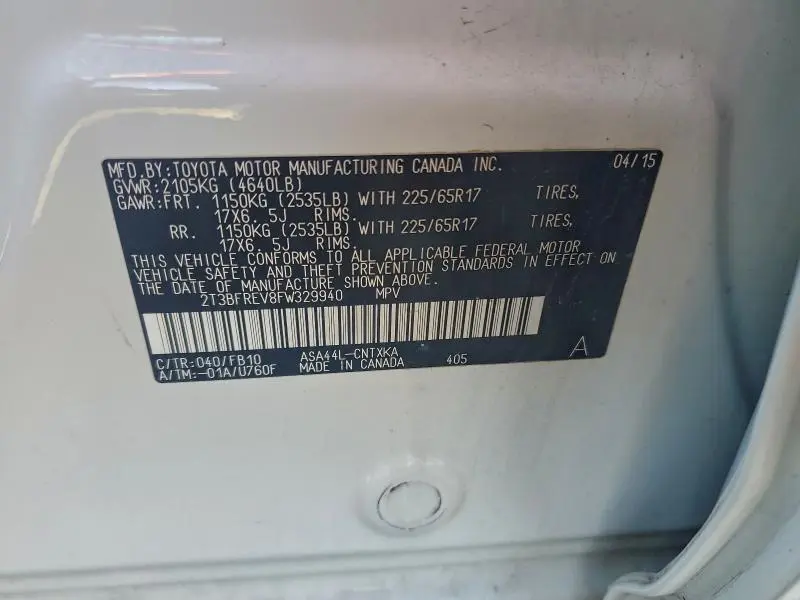 MFD.BY:TOYOTA MOTOR MANUFACTURING CANADA INC. 04/15
GVWR:2105KG (4640LB)
GAWR:FRT. 1150KG (2535LB) WITH 225/65R17 TIRES,
17X6.5J RIMS.
RR. 1150KG (2535LB) WITH 225/65R17 TIRES,
17X6.5J RIMS.
THIS VEHICLE CONFORMS TO ALL APPLICABLE FEDERAL MOTOR
VEHICLE SAFETY AND THEFT PREVENTION STANDARDS IN EFFECT ON
THE DATE OF MANUFACTURE SHOWN ABOVE.
2T3BFREV8FW329940 MPV
C/TR:040/FB10 ASA44L-CNTXKA 405 A
A/TM:-01A/U760F MADE IN CANADA